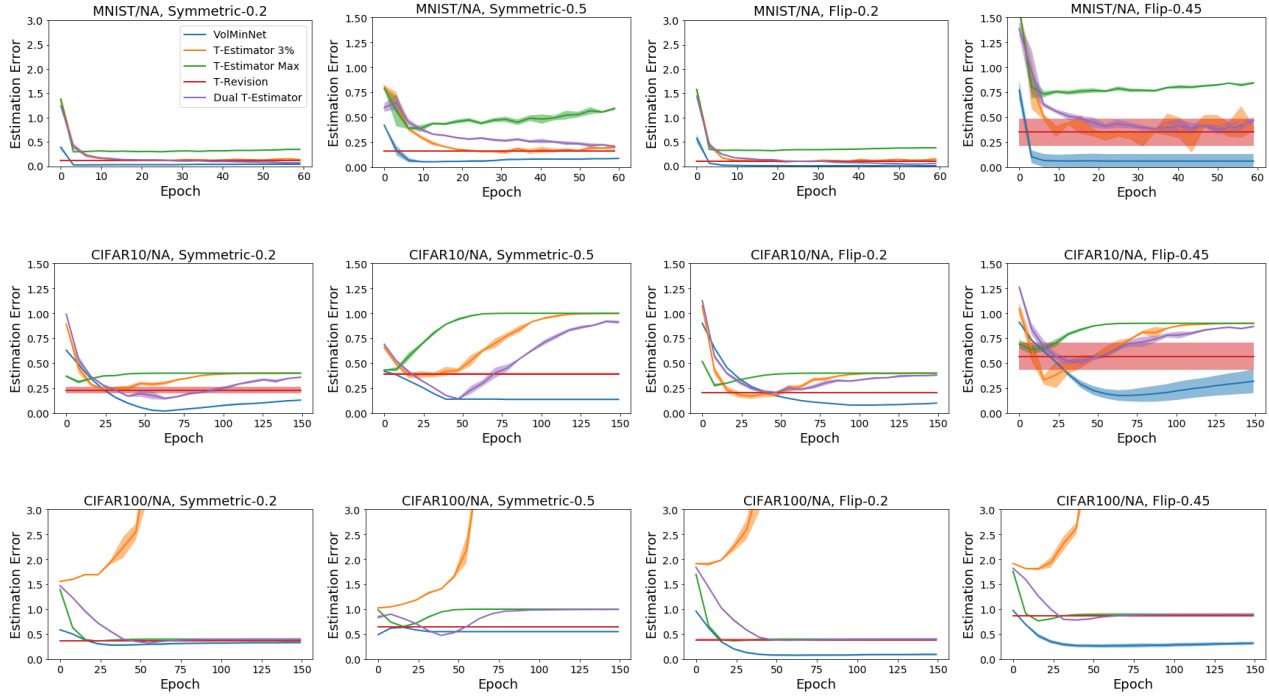 MNIST/NA, Symmetric-0.2
MNIST/NA, Symmetric-0.5
MNIST/NA, Flip-0.2
MNIST/NA, Flip-0.45
3.0
2.5
2.0
1.5
1.0
0.5
0.0
Estimation Error
VolMinNet
T-Estimator 3%
T-Estimator Max
T-Revision
Dual T-Estimator
0 10 20 30 40 50 60
Epoch
1.50
1.25
1.00
0.75
0.50
0.25
0.00
Estimation Error
0 10 20 30 40 50 60
Epoch
3.0
2.5
2.0
1.5
1.0
0.5
0.0
Estimation Error
0 10 20 30 40 50 60
Epoch
1.50
1.25
1.00
0.75
0.50
0.25
0.00
Estimation Error
0 10 20 30 40 50 60
Epoch
CIFAR10/NA, Symmetric-0.2
CIFAR10/NA, Symmetric-0.5
CIFAR10/NA, Flip-0.2
CIFAR10/NA, Flip-0.45
1.50
1.25
1.00
0.75
0.50
0.25
0.00
Estimation Error
0 25 50 75 100 125 150
Epoch
1.50
1.25
1.00
0.75
0.50
0.25
0.00
Estimation Error
0 25 50 75 100 125 150
Epoch
1.50
1.25
1.00
0.75
0.50
0.25
0.00
Estimation Error
0 25 50 75 100 125 150
Epoch
1.50
1.25
1.00
0.75
0.50
0.25
0.00
Estimation Error
0 25 50 75 100 125 150
Epoch
CIFAR100/NA, Symmetric-0.2
CIFAR100/NA, Symmetric-0.5
CIFAR100/NA, Flip-0.2
CIFAR100/NA, Flip-0.45
3.0
2.5
2.0
1.5
1.0
0.5
0.0
Estimation Error
0 25 50 75 100 125 150
Epoch
3.0
2.5
2.0
1.5
1.0
0.5
0.0
Estimation Error
0 25 50 75 100 125 150
Epoch
3.0
2.5
2.0
1.5
1.0
0.5
0.0
Estimation Error
0 25 50 75 100 125 150
Epoch
3.0
2.5
2.0
1.5
1.0
0.5
0.0
Estimation Error
0 25 50 75 100 125 150
Epoch